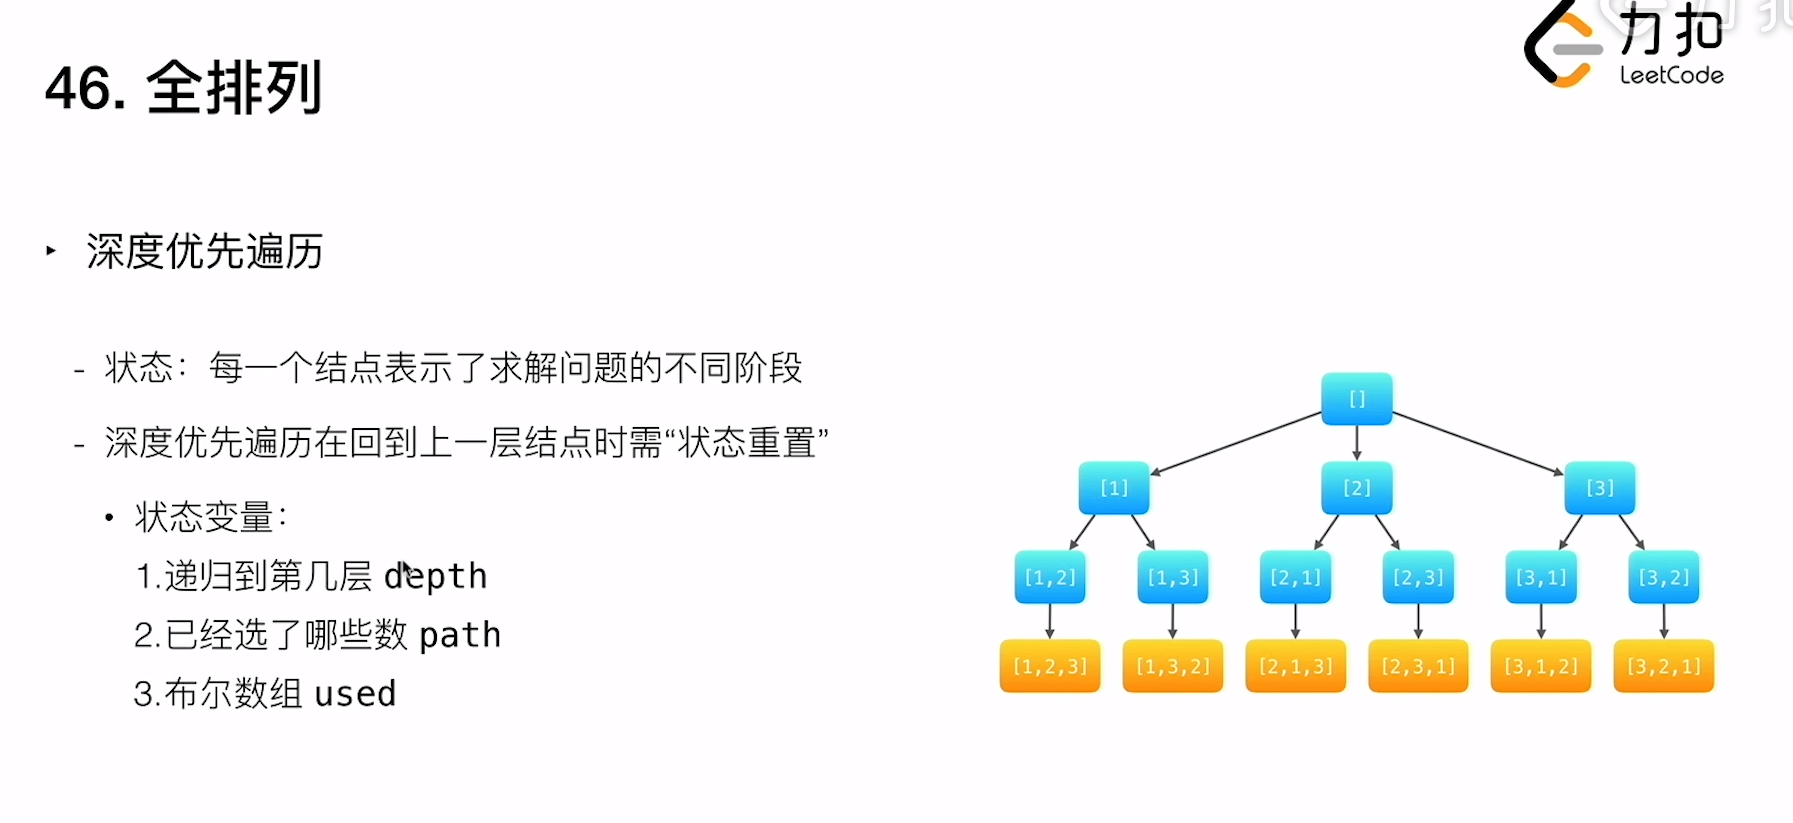 力扣
LeetCode
46. 全排列
‣ 深度优先遍历
- 状态：每一个结点表示了求解问题的不同阶段
- 深度优先遍历在回到上一层结点时需“状态重置”
• 状态变量：
1.递归到第几层 depth
2.已经选了哪些数 path
3.布尔数组 used
[]
[1] [2] [3]
[1,2] [1,3] [2,1] [2,3] [3,1] [3,2]
[1,2,3] [1,3,2] [2,1,3] [2,3,1] [3,1,2] [3,2,1]